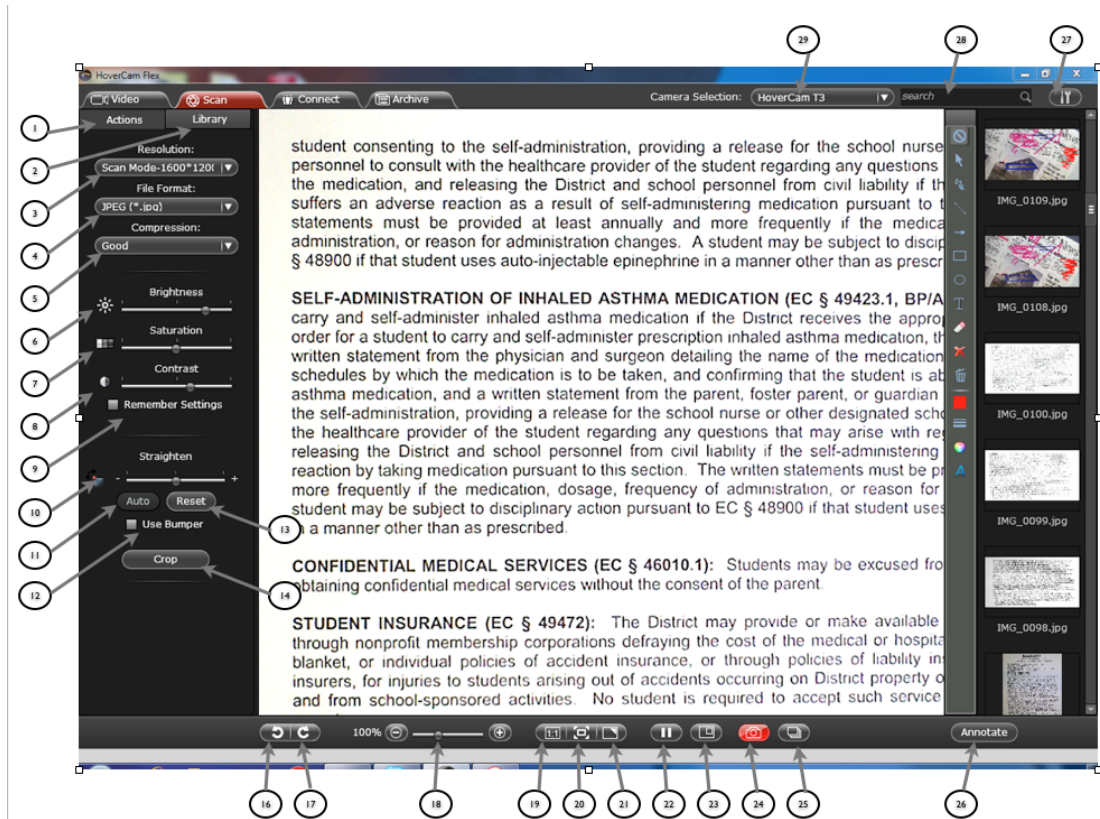 29
28
27
HoverCam Flex
Video
Scan
Connect
Archive
Camera Selection:
HoverCam T3
search
1
2
3
4
5
6
7
8
9
10
11
12
13
14
Actions
Library
Resolution:
Scan Mode-1600*120
File Format:
JPEG (*.jpg)
Compression:
Good
Brightness
Saturation
Contrast
Remember Settings
Straighten
- +
Auto
Reset
Use Bumper
Crop
student consenting to the self-administration, providing a release for the school nurse
personnel to consult with the healthcare provider of the student regarding any questions
the medication, and releasing the District and school personnel from civil liability if th
suffers an adverse reaction as a result of self-administering medication pursuant to t
statements must be provided at least annually and more frequently if the medica
administration, or reason for administration changes. A student may be subject to discip
§ 48900 if that student uses auto-injectable epinephrine in a manner other than as prescr
SELF-ADMINISTRATION OF INHALED ASTHMA MEDICATION (EC § 49423.1, BP/A
carry and self-administer inhaled asthma medication if the District receives the approp
order for a student to carry and self-administer prescription inhaled asthma medication, th
written statement from the physician and surgeon detailing the name of the medication
schedules by which the medication is to be taken, and confirming that the student is ab
asthma medication, and a written statement from the parent, foster parent, or guardian
the self-administration, providing a release for the school nurse or other designated scho
the healthcare provider of the student regarding any questions that may arise with reg
releasing the District and school personnel from civil liability if the self-administering
reaction by taking medication pursuant to this section. The written statements must be pr
more frequently if the medication, dosage, frequency of administration, or reason for
student may be subject to disciplinary action pursuant to EC § 48900 if that student uses
a manner other than as prescribed.
CONFIDENTIAL MEDICAL SERVICES (EC § 46010.1): Students may be excused fro
obtaining confidential medical services without the consent of the parent.
STUDENT INSURANCE (EC § 49472): The District may provide or make available
through nonprofit membership corporations defraying the cost of the medical or hospita
blanket, or individual policies of accident insurance, or through policies of liability in
insurers, for injuries to students arising out of accidents occurring on District property o
and from school-sponsored activities. No student is required to accept such service
T
A
IMG_0109.jpg
IMG_0108.jpg
IMG_0100.jpg
IMG_0099.jpg
IMG_0098.jpg
100%
1:1
Annotate
16
17
18
19
20
21
22
23
24
25
26